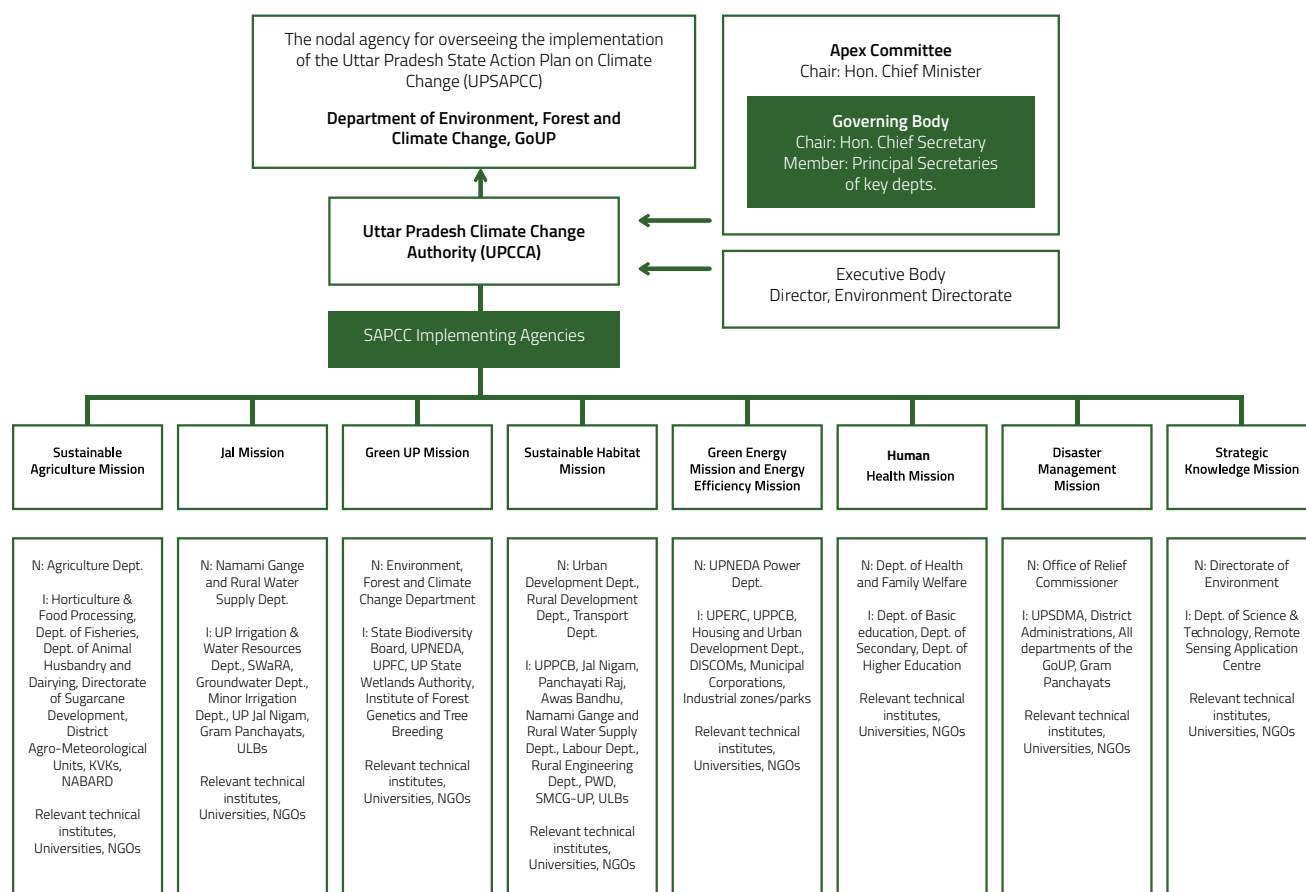 The nodal agency for overseeing the implementation
of the Uttar Pradesh State Action Plan on Climate
Change (UPSAPCC)
Department of Environment, Forest and
Climate Change, GoUP
Apex Committee
Chair: Hon. Chief Minister
Governing Body
Chair: Hon. Chief Secretary
Member: Principal Secretaries
of key depts.
Uttar Pradesh Climate Change
Authority (UPCCA)
Executive Body
Director, Environment Directorate
SAPCC Implementing Agencies
Sustainable
Agriculture Mission
Jal Mission
Green UP Mission
Sustainable Habitat
Mission
Green Energy
Mission and Energy
Efficiency Mission
Human
Health Mission
Disaster
Management
Mission
Strategic
Knowledge Mission
N: Agriculture Dept.
I: Horticulture &
Food Processing,
Dept. of Fisheries,
Dept. of Animal
Husbandry and
Dairying, Directorate
of Sugarcane
Development,
District
Agro-Meteorological
Units, KVKs,
NABARD
Relevant technical
institutes,
Universities, NGOs
N: Namami Gange
and Rural Water
Supply Dept.
I: UP Irrigation &
Water Resources
Dept., SWaRA,
Groundwater Dept.,
Minor Irrigation
Dept., UP Jal Nigam,
Gram Panchayats,
ULBs
Relevant technical
institutes,
Universities, NGOs
N: Environment,
Forest and Climate
Change Department
I: State Biodiversity
Board, UPNEDA,
UPFC, UP State
Wetlands Authority,
Institute of Forest
Genetics and Tree
Breeding
Relevant technical
institutes,
Universities, NGOs
N: Urban
Development Dept.,
Rural Development
Dept., Transport
Dept.
I: UPPCB, Jal Nigam,
Panchayati Raj,
Awas Bandhu,
Namami Gange and
Rural Water Supply
Dept., Labour Dept.,
Rural Engineering
Dept., PWD,
SMCG-UP, ULBs
Relevant technical
institutes,
Universities, NGOs
N: UPNEDA Power
Dept.
I: UPERC, UPPCB,
Housing and Urban
Development Dept.,
DISCOMs, Municipal
Corporations,
Industrial zones/parks
Relevant technical
institutes,
Universities, NGOs
N: Dept. of Health
and Family Welfare
I: Dept. of Basic
education, Dept. of
Secondary, Dept. of
Higher Education
Relevant technical
institutes,
Universities, NGOs
N: Office of Relief
Commissioner
I: UPSDMA, District
Administrations, All
departments of the
GoUP, Gram
Panchayats
Relevant technical
institutes,
Universities, NGOs
N: Directorate of
Environment
I: Dept. of Science &
Technology, Remote
Sensing Application
Centre
Relevant technical
institutes,
Universities, NGOs